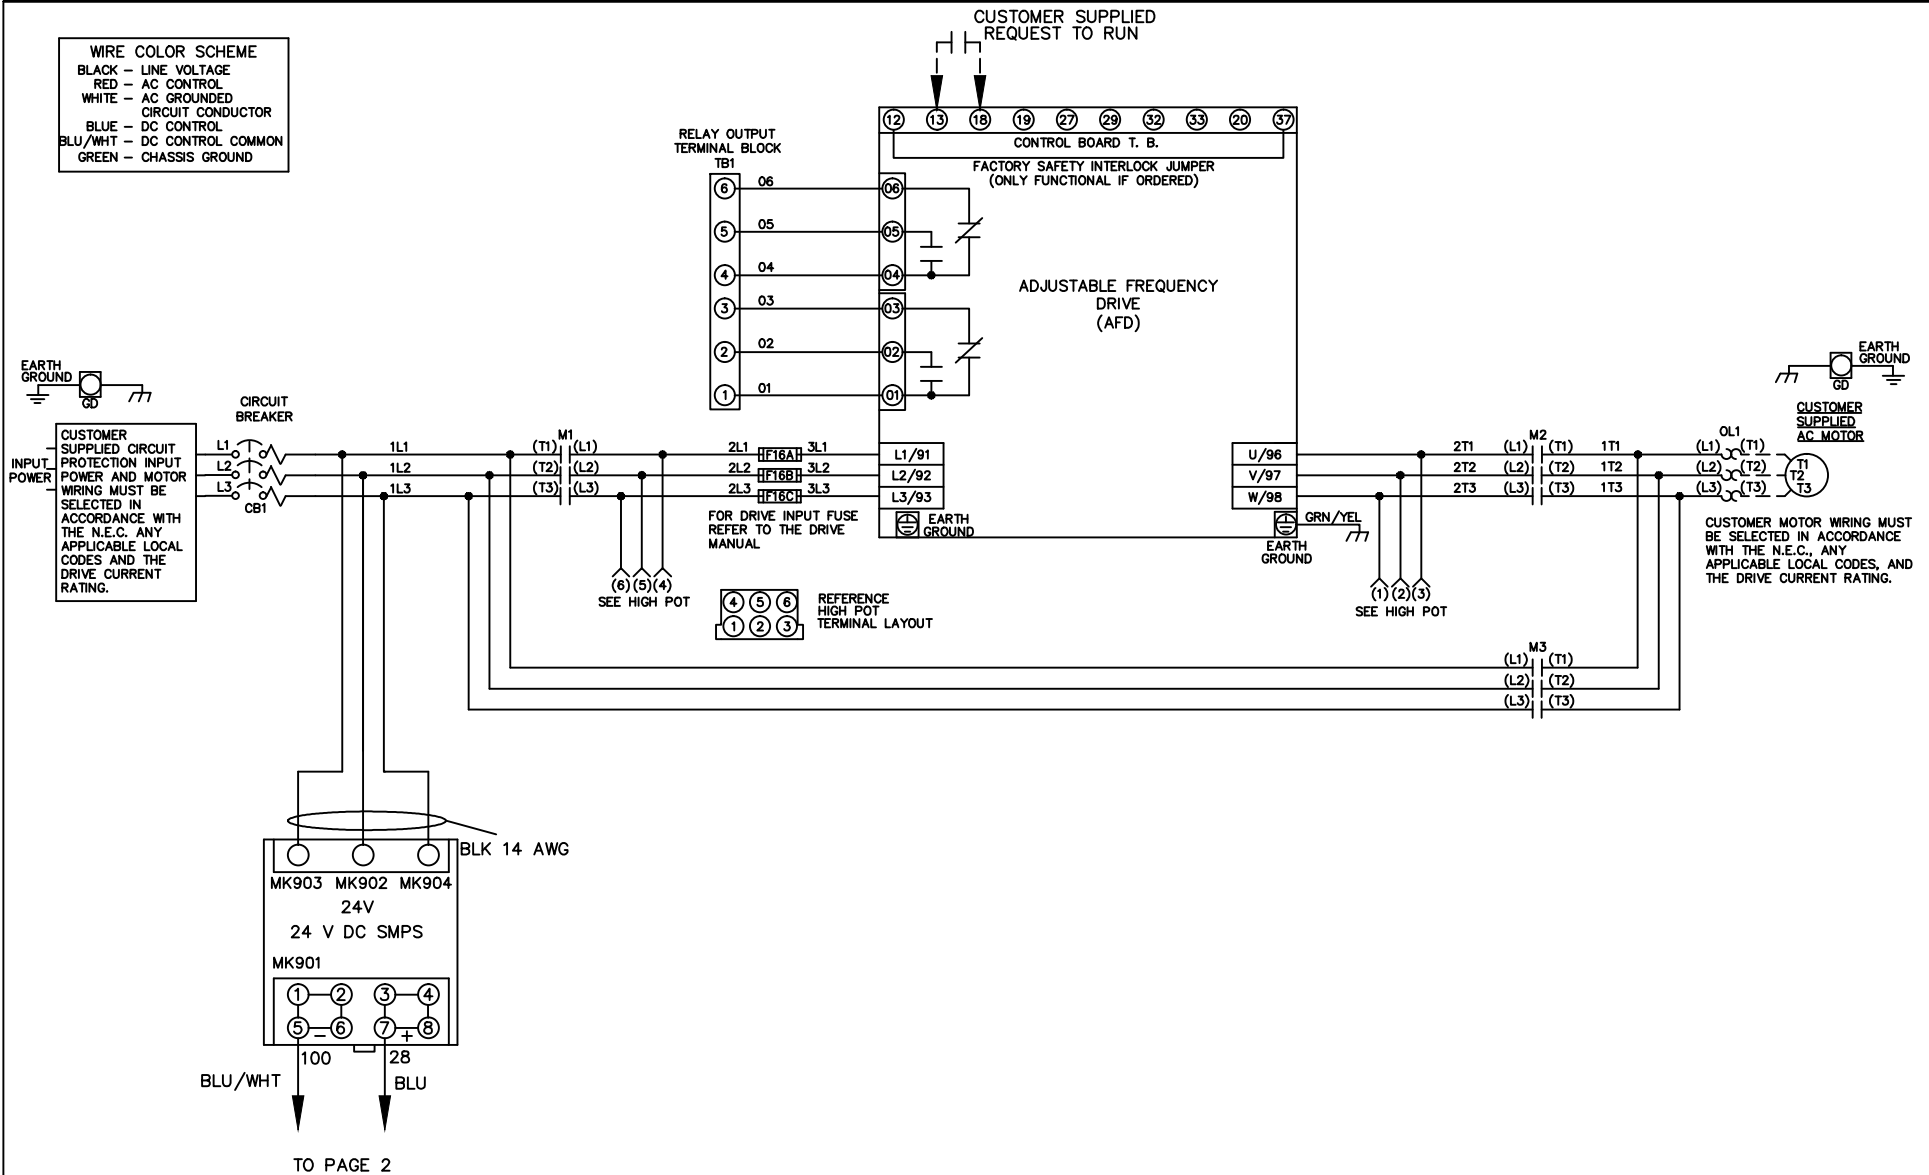 CUSTOMER SUPPLIED
REQUEST TO RUN
WIRE COLOR SCHEME
BLACK – LINE VOLTAGE
RED – AC CONTROL
WHITE – AC GROUNDED
CIRCUIT CONDUCTOR
BLUE – DC CONTROL
BLU/WHT – DC CONTROL COMMON
GREEN – CHASSIS GROUND
12 13 18 19 27 29 32 33 20 37
CONTROL BOARD T. B.
FACTORY SAFETY INTERLOCK JUMPER
(ONLY FUNCTIONAL IF ORDERED)
RELAY OUTPUT
TERMINAL BLOCK
TB1
6 06 06
5 05 05
4 04 04
3 03 03
2 02 02
1 01 01
ADJUSTABLE FREQUENCY
DRIVE
(AFD)
EARTH
GROUND
GD
CIRCUIT
BREAKER
INPUT
POWER
CUSTOMER
SUPPLIED CIRCUIT
PROTECTION INPUT
POWER AND MOTOR
WIRING MUST BE
SELECTED IN
ACCORDANCE WITH
THE N.E.C. ANY
APPLICABLE LOCAL
CODES AND THE
DRIVE CURRENT
RATING.
L1
L2
L3
CB1
1L1
1L2
1L3
M1
(T1) (L1)
(T2) (L2)
(T3) (L3)
2L1 F16A 3L1
2L2 F16B 3L2
2L3 F16C 3L3
FOR DRIVE INPUT FUSE
REFER TO THE DRIVE
MANUAL
L1/91
L2/92
L3/93
EARTH
GROUND
U/96
V/97
W/98
GRN/YEL
EARTH
GROUND
(6) (5) (4)
SEE HIGH POT
4 5 6
1 2 3
REFERENCE
HIGH POT
TERMINAL LAYOUT
(1) (2) (3)
SEE HIGH POT
M2
2T1 (L1) (T1) 1T1
2T2 (L2) (T2) 1T2
2T3 (L3) (T3) 1T3
OL1
(L1) (T1)
(L2) (T2)
(L3) (T3)
EARTH
GROUND
GD
CUSTOMER
SUPPLIED
AC MOTOR
T1
T2
T3
CUSTOMER MOTOR WIRING MUST
BE SELECTED IN ACCORDANCE
WITH THE N.E.C., ANY
APPLICABLE LOCAL CODES, AND
THE DRIVE CURRENT RATING.
M3
(L1) (T1)
(L2) (T2)
(L3) (T3)
BLK 14 AWG
MK903 MK902 MK904
24V
24 V DC SMPS
MK901
1 2 3 4
5 – 6 7 + 8
100 28
BLU/WHT BLU
TO PAGE 2